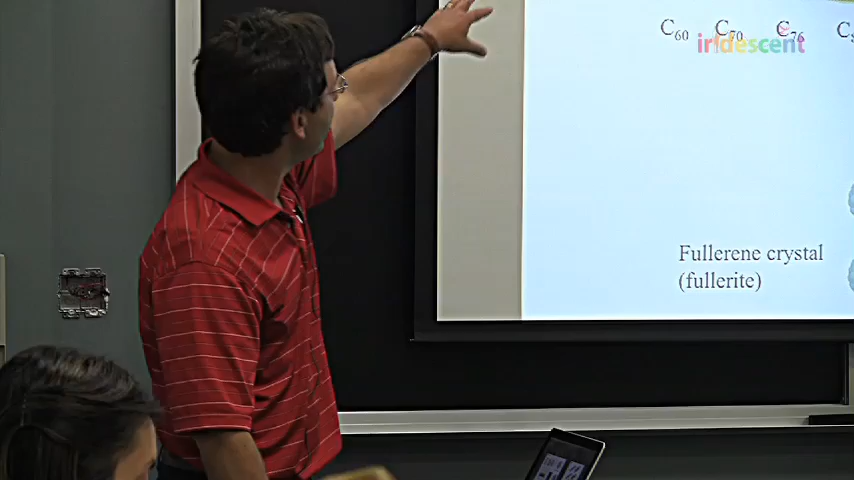 C60 C70 C76 C
iridescent
Fullerene crystal
(fullerite)